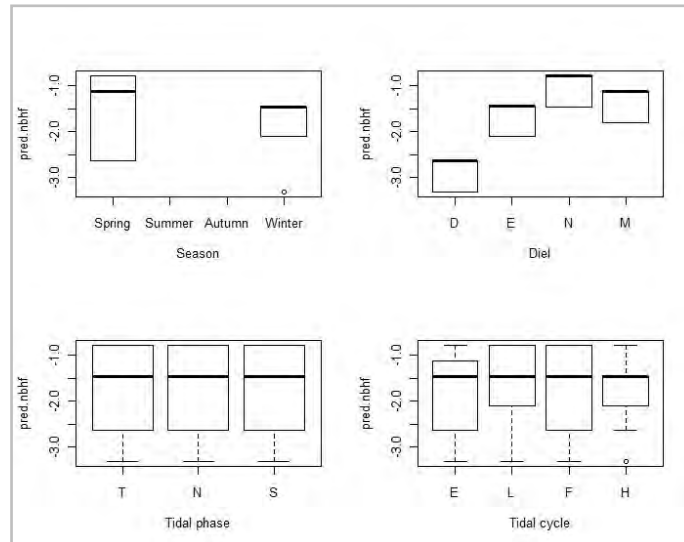 pred.nbhf
-1.0
-2.0
-3.0
Spring Summer Autumn Winter
Season
pred.nbhf
-1.0
-2.0
-3.0
D E N M
Diel
pred.nbhf
-1.0
-2.0
-3.0
T N S
Tidal phase
pred.nbhf
-1.0
-2.0
-3.0
E L F H
Tidal cycle